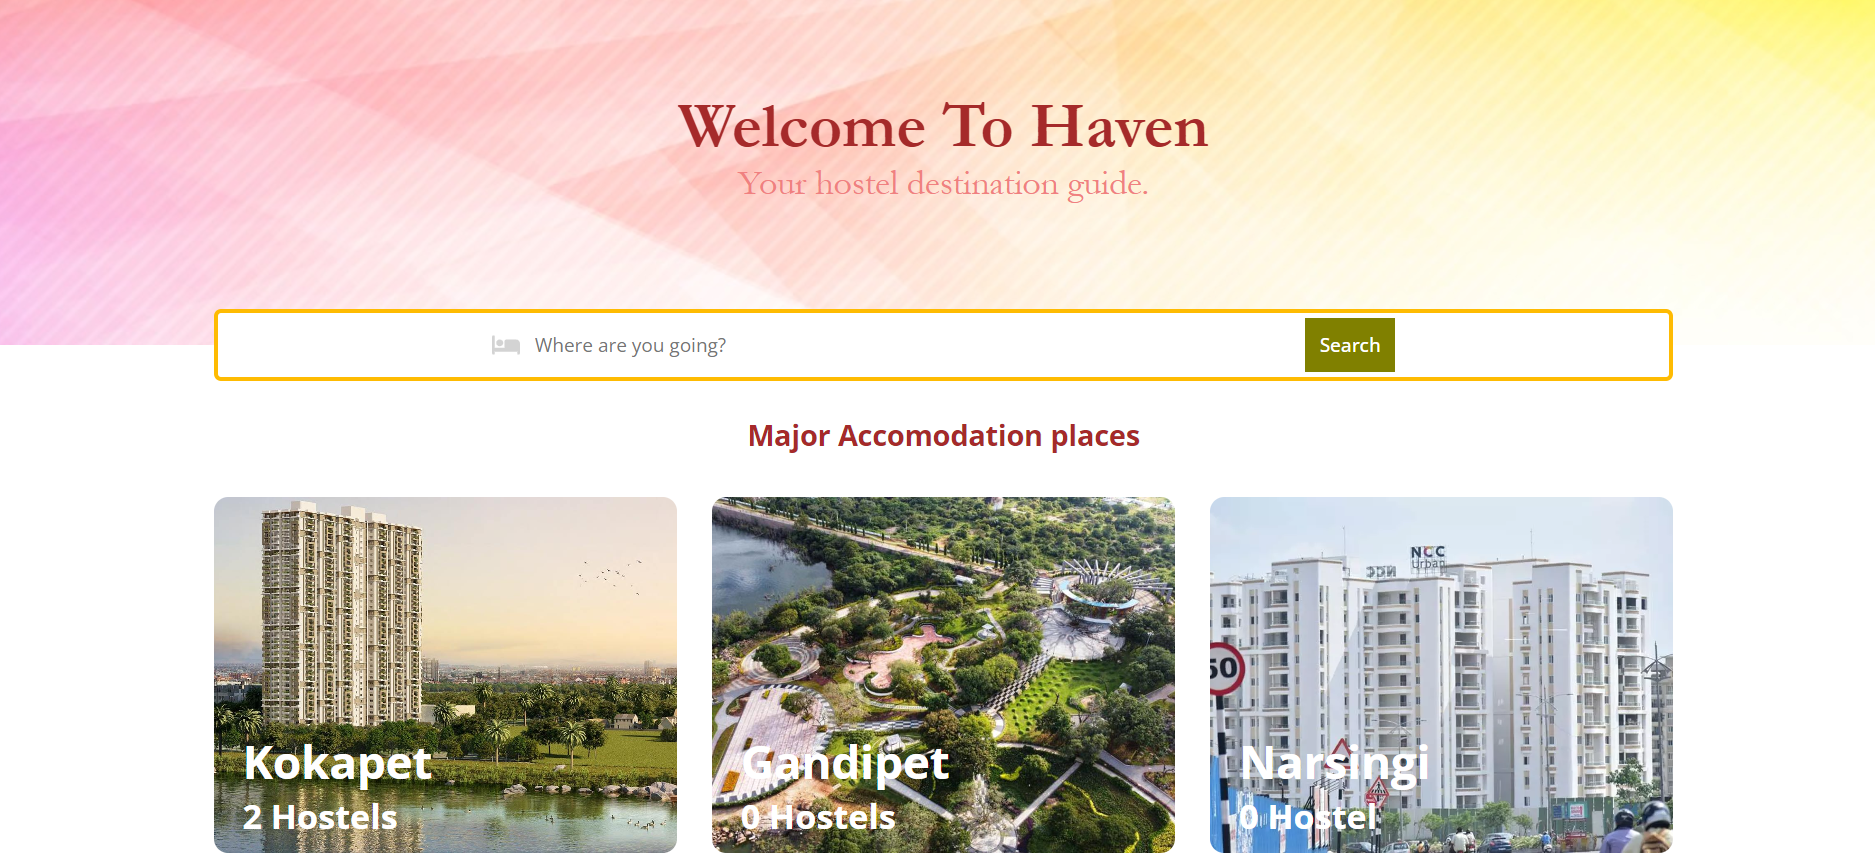 Welcome To Haven
Your hostel destination guide.
Where are you going?
Search
Major Accomodation places
NCC
Urban
50
Kokapet
2 Hostels
Gandipet
0 Hostels
Narsingi
0 Hostel